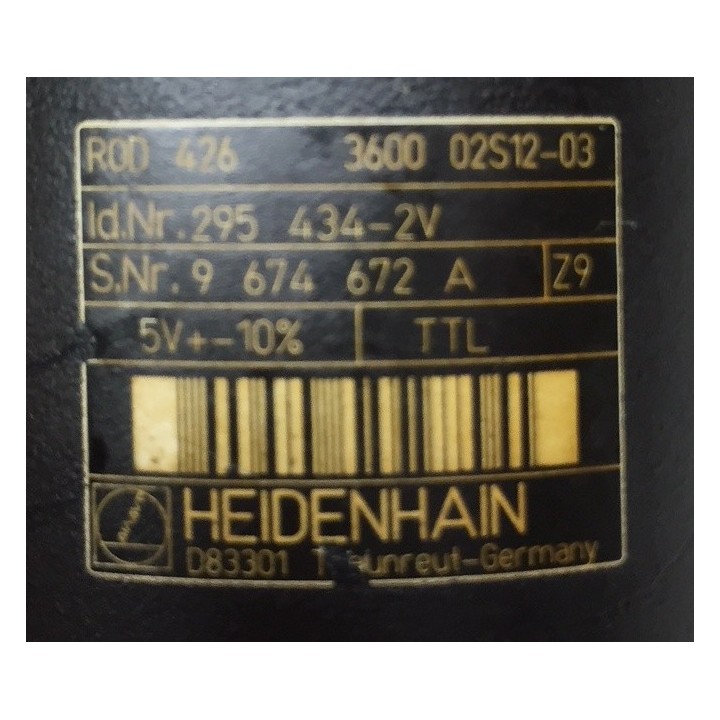 ROD 426 3600 02S12-03
Id.Nr.295 434-2V
S.Nr. 9 674 672 A Z9
5V+-10% TTL
HEIDENHAIN
D83301 -Germany